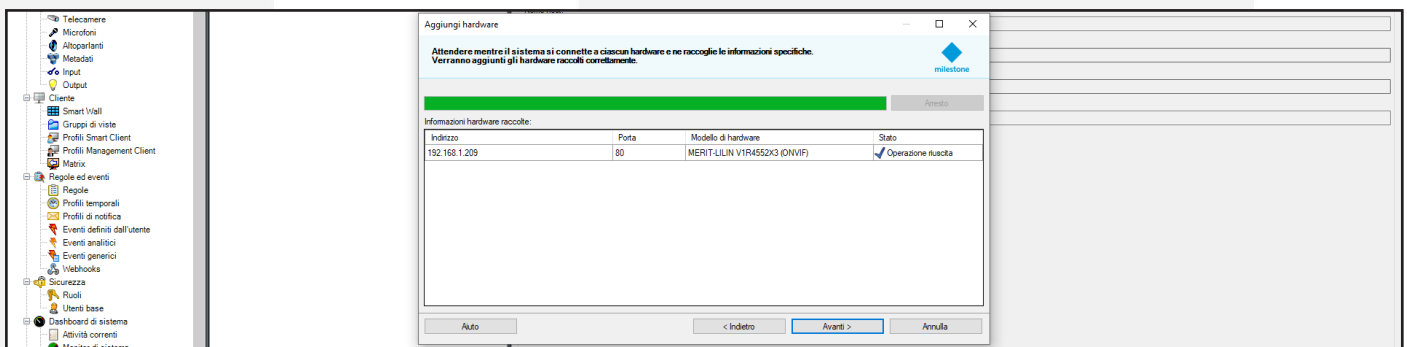 Telecamere
Microfoni
Altoparlanti
Metadati
Input
Output
Cliente
Smart Wall
Gruppi di viste
Profili Smart Client
Profili Management Client
Matrix
Regole ed eventi
Regole
Profili temporali
Profili di notifica
Eventi definiti dall'utente
Eventi analitici
Eventi generici
Webhooks
Sicurezza
Ruoli
Utenti base
Dashboard di sistema
Attività correnti
Aggiungi hardware
Attendere mentre il sistema si connette a ciascun hardware e ne raccoglie le informazioni specifiche.
Verranno aggiunti gli hardware raccolti correttamente.
milestone
Arresto
Informazioni hardware raccolte:
Indirizzo Porta Modello di hardware Stato
192.168.1.209 80 MERIT-LILIN V1R4552X3 (ONVIF) Operazione riuscita
Aiuto < Indietro Avanti > Annulla